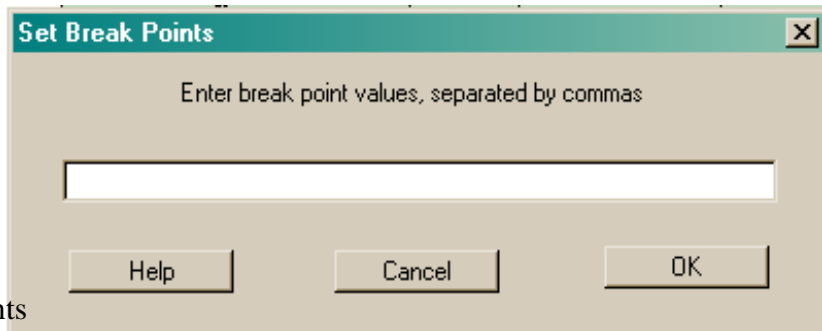 Set Break Points
Enter break point values, separated by commas
Help Cancel OK